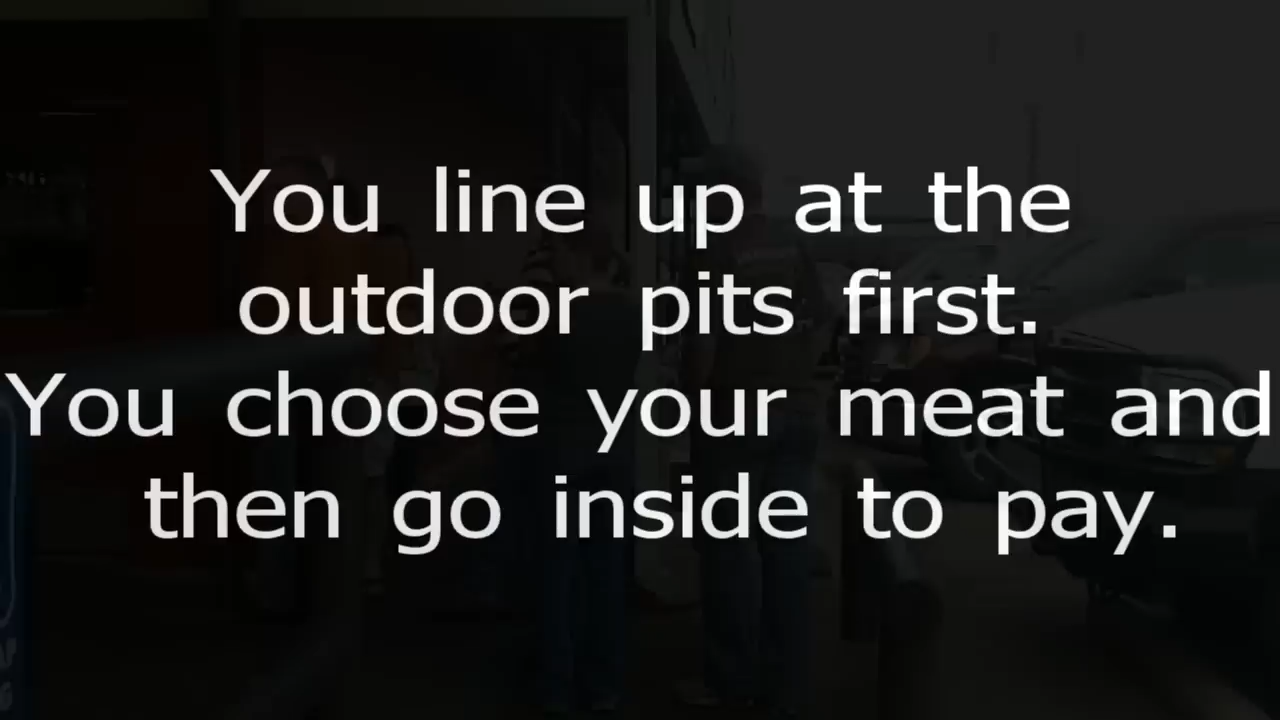 You line up at the
outdoor pits first.
You choose your meat and
then go inside to pay.